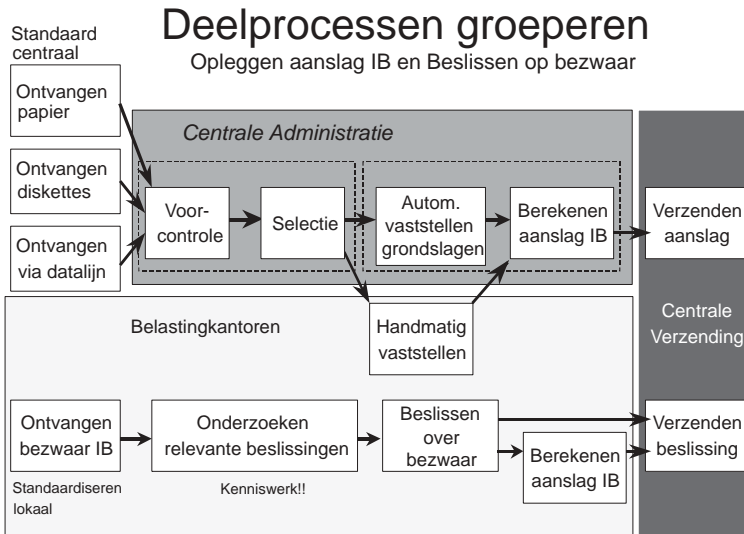 Deelprocessen groeperen
Opleggen aanslag IB en Beslissen op bezwaar
Standaard
centraal
Ontvangen
papier
Ontvangen
diskettes
Ontvangen
via datalijn
Centrale Administratie
Voor-
controle
Selectie
Autom.
vaststellen
grondslagen
Berekenen
aanslag IB
Verzenden
aanslag
Belastingkantoren
Handmatig
vaststellen
Centrale
Verzending
Ontvangen
bezwaar IB
Onderzoeken
relevante beslissingen
Beslissen
over
bezwaar
Berekenen
aanslag IB
Verzenden
beslissing
Standaardiseren
lokaal
Kenniswerk!!